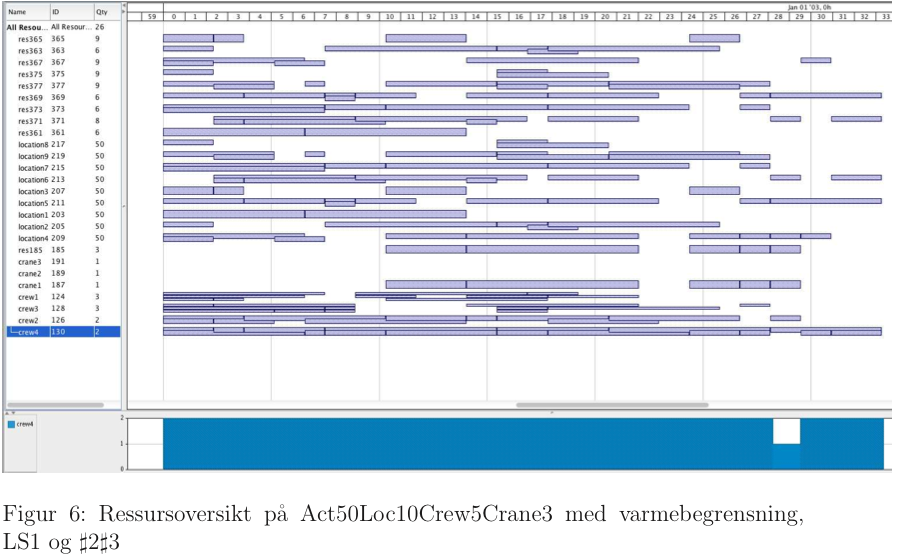 Jan 01 '03, 0h
Name ID Qty
59 0 1 2 3 4 5 6 7 8 9 10 11 12 13 14 15 16 17 18 19 20 21 22 23 24 25 26 27 28 29 30 31 32 33
All Resou... All Resour... 26
res365 365 9
res363 363 6
res367 367 9
res375 375 9
res377 377 9
res369 369 6
res373 373 6
res371 371 8
res361 361 6
location8 217 50
location9 219 50
location7 215 50
location6 213 50
location3 207 50
location5 211 50
location1 203 50
location2 205 50
location4 209 50
res185 185 3
crane3 191 1
crane2 189 1
crane1 187 1
crew1 124 3
crew3 128 3
crew2 126 2
crew4 130 2
crew4
2
1
0
Figur 6: Ressursoversikt på Act50Loc10Crew5Crane3 med varmebegrensning,
LS1 og ♯2♯3